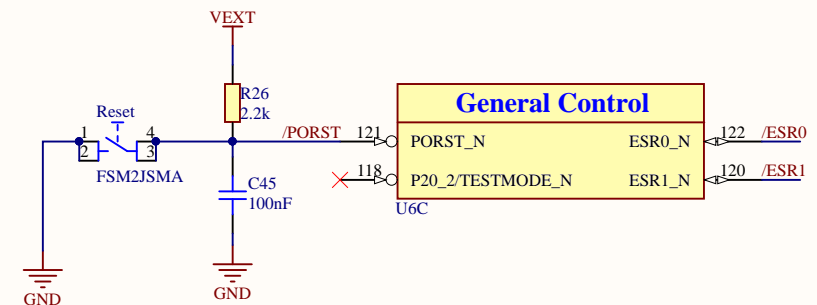 VEXT
R26
2.2k
General Control
Reset
1 4
2 3
FSM2JSMA
/PORST 121 PORST_N ESR0_N 122 /ESR0
118 P20_2/TESTMODE_N ESR1_N 120 /ESR1
U6C
C45
100nF
GND
GND